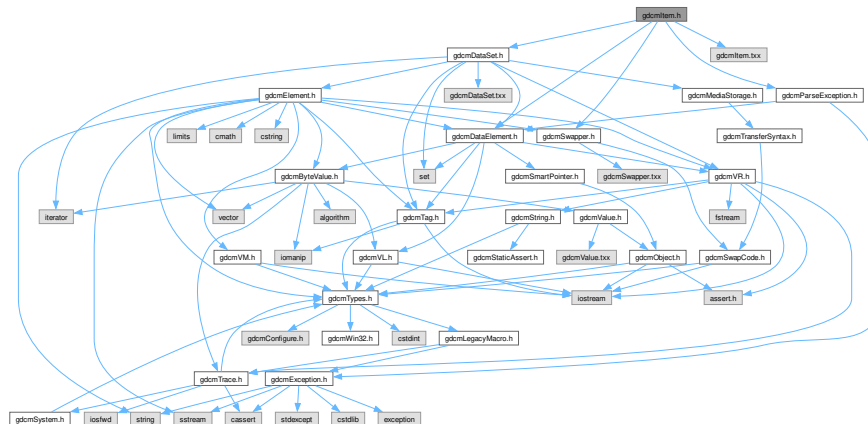 gdcmItem.h
gdcmDataSet.h
gdcmItem.txx
gdcmElement.h
gdcmDataSet.txx
gdcmMediaStorage.h
gdcmParseException.h
limits
cmath
cstring
gdcmDataElement.h
gdcmSwapper.h
gdcmTransferSyntax.h
gdcmByteValue.h
set
gdcmSmartPointer.h
gdcmSwapper.txx
gdcmVR.h
iterator
vector
algorithm
gdcmTag.h
gdcmString.h
gdcmValue.h
fstream
gdcmVM.h
iomanip
gdcmVL.h
gdcmStaticAssert.h
gdcmValue.txx
gdcmObject.h
gdcmSwapCode.h
gdcmTypes.h
iostream
assert.h
gdcmConfigure.h
gdcmWin32.h
cstdint
gdcmLegacyMacro.h
gdcmTrace.h
gdcmException.h
gdcmSystem.h
iosfwd
string
sstream
cassert
stdexcept
cstdlib
exception